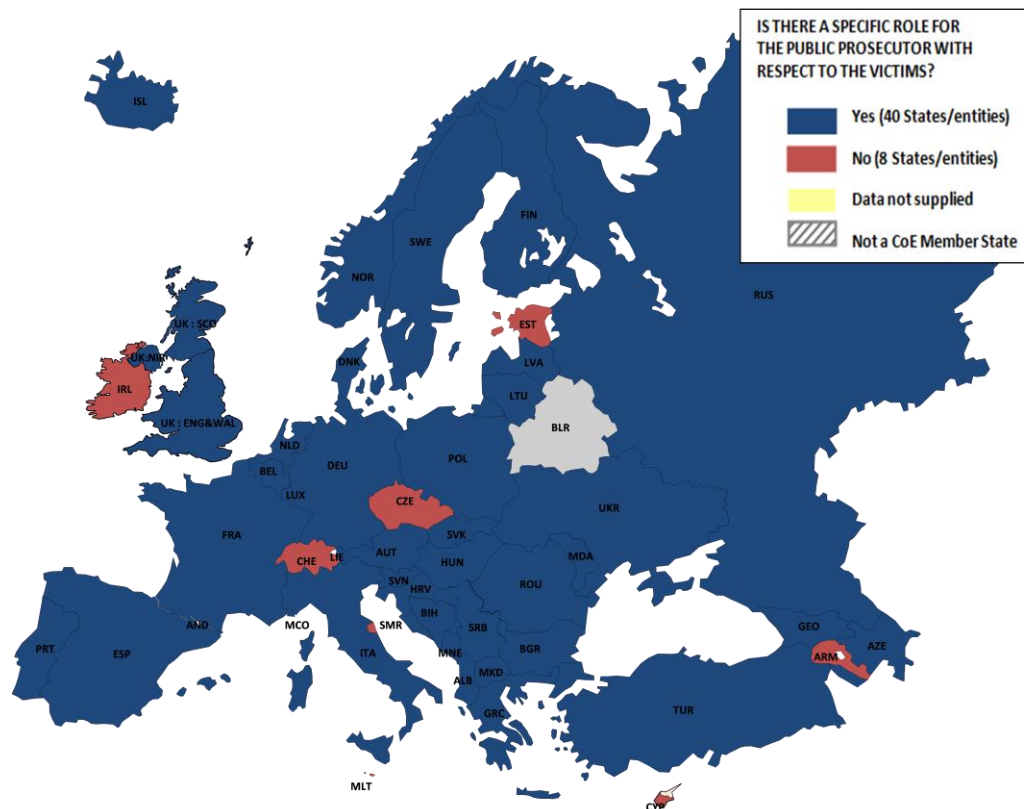 IS THERE A SPECIFIC ROLE FOR
THE PUBLIC PROSECUTOR WITH
RESPECT TO THE VICTIMS?
Yes (40 States/entities)
No (8 States/entities)
Data not supplied
Not a CoE Member State
ISL
FIN
SWE
NOR
RUS
UK : SCO
EST
UK:NIR
DNK
LVA
IRL
LTU
UK : ENG&WAL
BLR
NLD
BEL
DEU
POL
LUX
CZE
UKR
FRA
SVK
CHE
LIE
AUT
HUN
MDA
SVN
HRV
ROU
BIH
AND
MCO
SMR
SRB
GEO
PRT
ESP
ITA
MNE
BGR
ARM
AZE
ALB
MKD
GRC
TUR
MLT
CYP